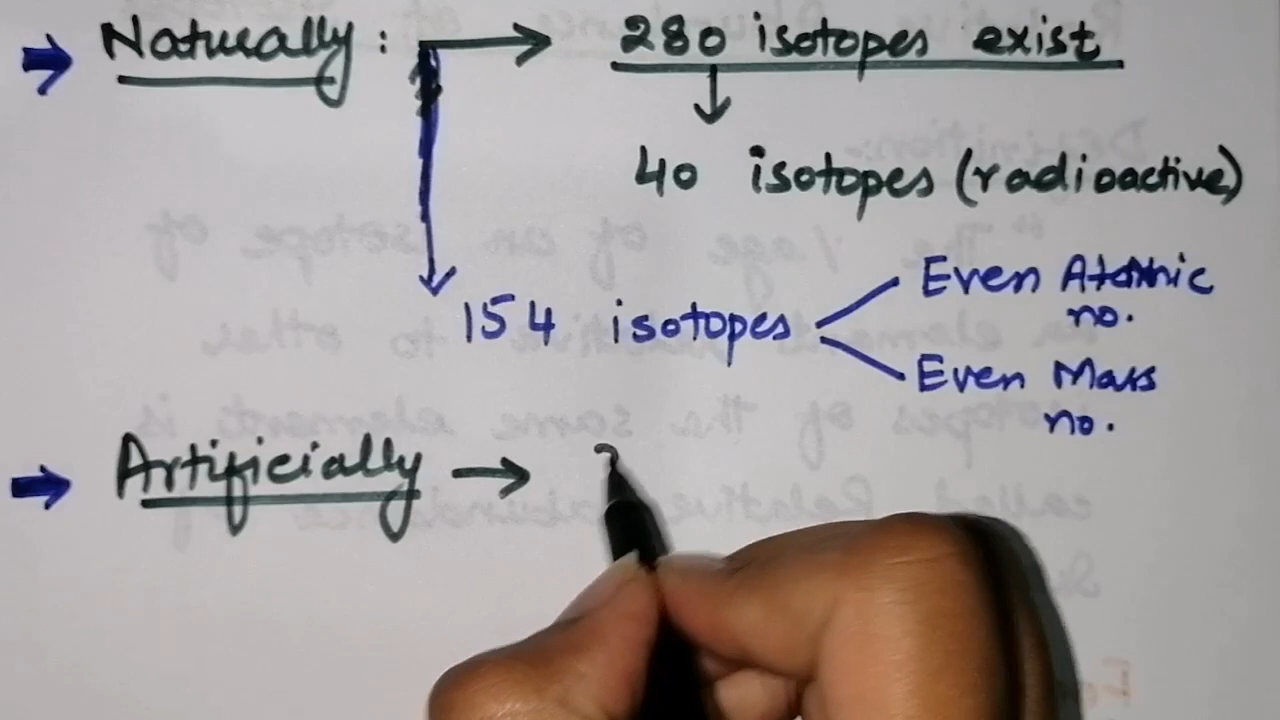 Naturally : → 280 isotopes exist
40 isotopes (radioactive)
Even Atomic
no.
154 isotopes
Even Mass
no.
Artificially →